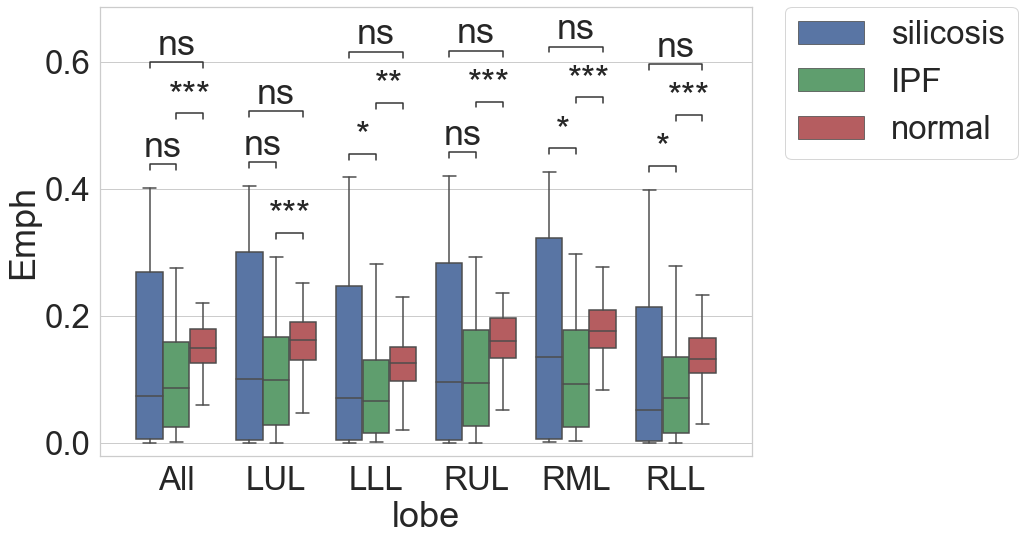 silicosis
IPF
normal
Emph
0.6
0.4
0.2
0.0
ns
***
ns
ns
ns
***
ns
**
*
ns
***
ns
ns
***
*
ns
***
*
All LUL LLL RUL RML RLL
lobe